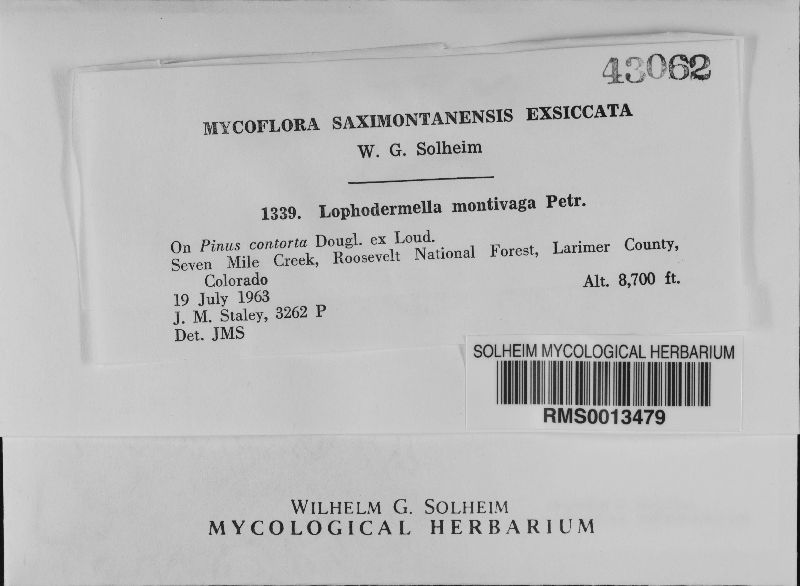 43062
MYCOFLORA SAXIMONTANENSIS EXSICCATA
W. G. Solheim
1339. Lophodermella montivaga Petr.
On Pinus contorta Dougl. ex Loud.
Seven Mile Creek, Roosevelt National Forest, Larimer County,
Colorado Alt. 8,700 ft.
19 July 1963
J. M. Staley, 3262 P
Det. JMS
SOLHEIM MYCOLOGICAL HERBARIUM
RMS0013479
WILHELM G. SOLHEIM
MYCOLOGICAL HERBARIUM